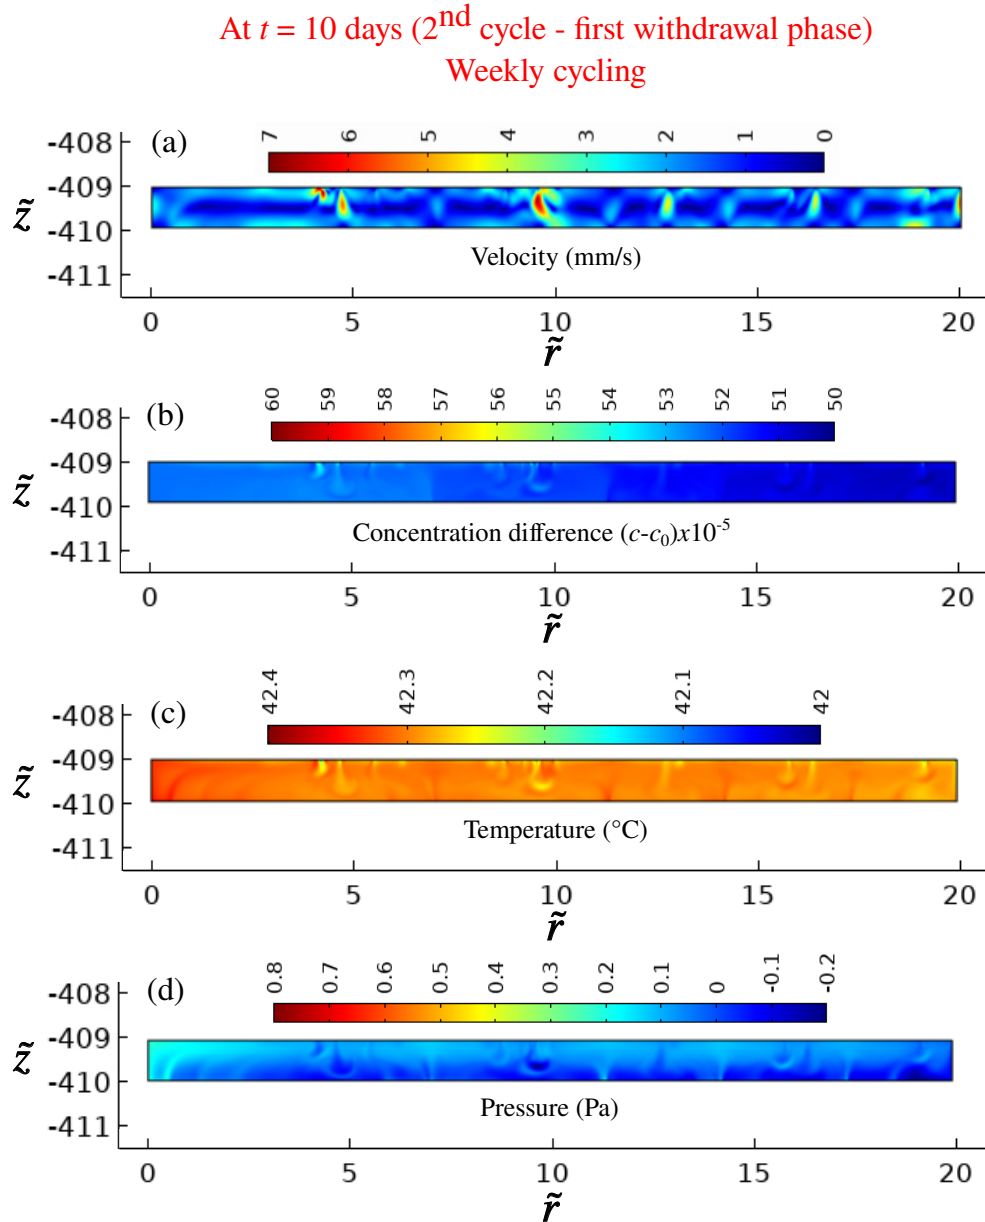 At t = 10 days (2nd cycle - first withdrawal phase)
Weekly cycling
(a)
7 6 5 4 3 2 1 0
-408
-409
-410
-411
z̃
Velocity (mm/s)
0 5 10 15 20
r̃
(b)
60 59 58 57 56 55 54 53 52 51 50
-408
-409
-410
-411
z̃
Concentration difference (c-c0)x10-5
0 5 10 15 20
r̃
(c)
42.4 42.3 42.2 42.1 42
-408
-409
-410
-411
z̃
Temperature (°C)
0 5 10 15 20
r̃
(d)
0.8 0.7 0.6 0.5 0.4 0.3 0.2 0.1 0 -0.1 -0.2
-408
-409
-410
-411
z̃
Pressure (Pa)
0 5 10 15 20
r̃